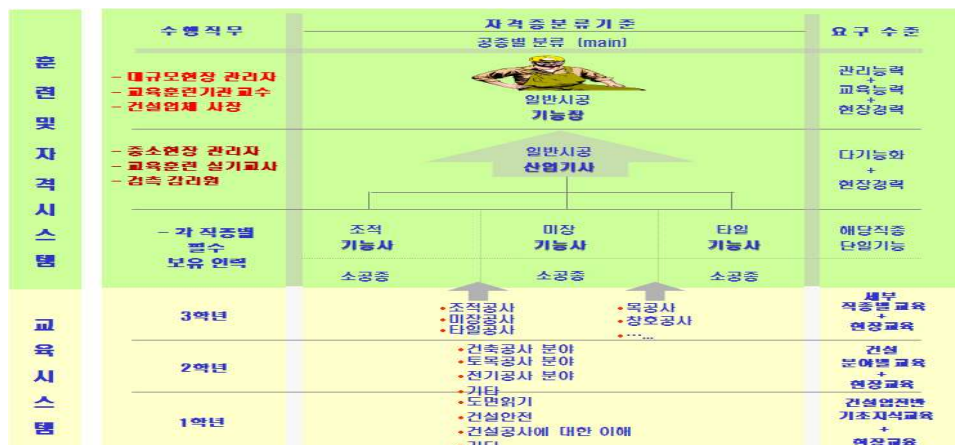 수행직무
자격증분류기준
요구 수준
공종별 분류 (main)
훈련 및 자격 시스템
- 대규모현장 관리자
- 교육훈련기관 교수
- 건설업체 사장
일반시공
기능장
관리능력
+
교육능력
+
현장경력
- 중소현장 관리자
- 교육훈련 실기교사
- 검측 감리원
일반시공
산업기사
다기능화
+
현장경력
- 각 직종별
필수
보유 인력
조적
기능사
미장
기능사
타일
기능사
해당직종
단일기능
소공종
소공종
소공종
교육시스템
3학년
•조적공사
•미장공사
•타일공사
•목공사
•창호공사
•…...
세부
직종별교육
+
현장교육
2학년
•건축공사 분야
•토목공사 분야
•전기공사 분야
•기타
건설
분야별교육
+
현장교육
1학년
•도면읽기
•건설안전
•건설공사에 대한 이해
•기타
건설업전반
기초지식교육
+
현장교육